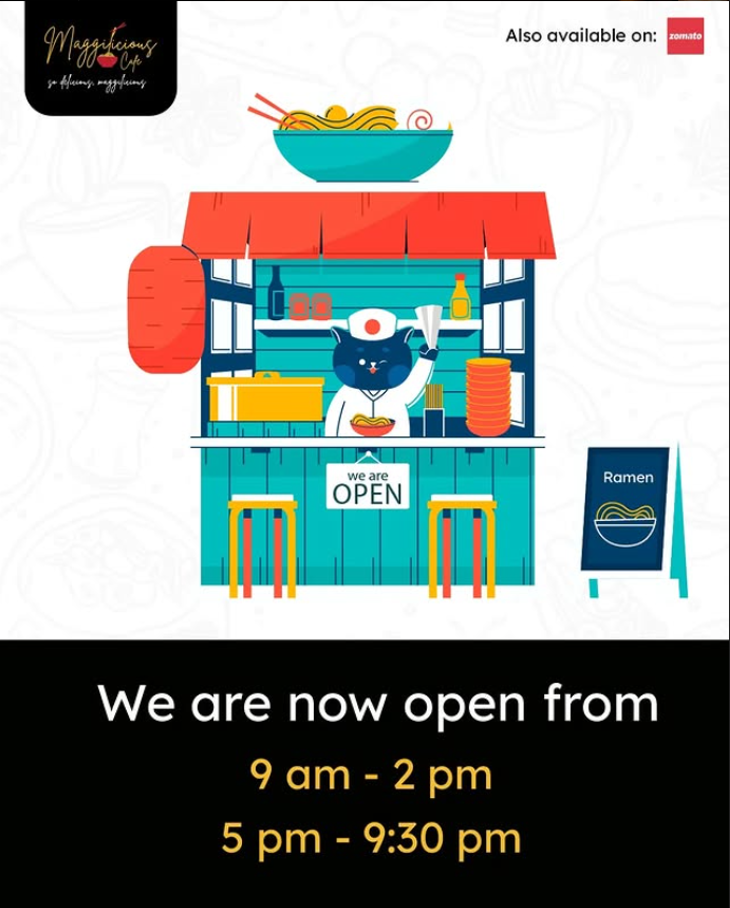 Maggilicious
Cafe
so delicious, maggilicious
Also available on:
zomato
we are
OPEN
Ramen
We are now open from
9 am - 2 pm
5 pm - 9:30 pm